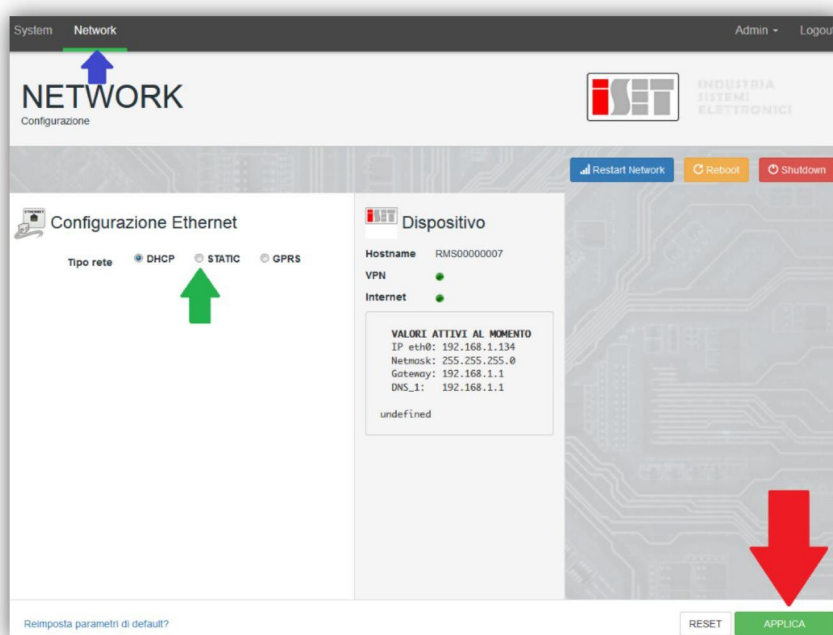 System Network Admin Logout
NETWORK
Configurazione
iSET INDUSTRIA
SISTEMI
ELETTRONICI
Restart Network Reboot Shutdown
Configurazione Ethernet
Tipo rete DHCP STATIC GPRS
iSET Dispositivo
Hostname RMS00000007
VPN
Internet
VALORI ATTIVI AL MOMENTO
IP eth0: 192.168.1.134
Netmask: 255.255.255.0
Gateway: 192.168.1.1
DNS_1: 192.168.1.1
undefined
Reimposta parametri di default?
RESET APPLICA